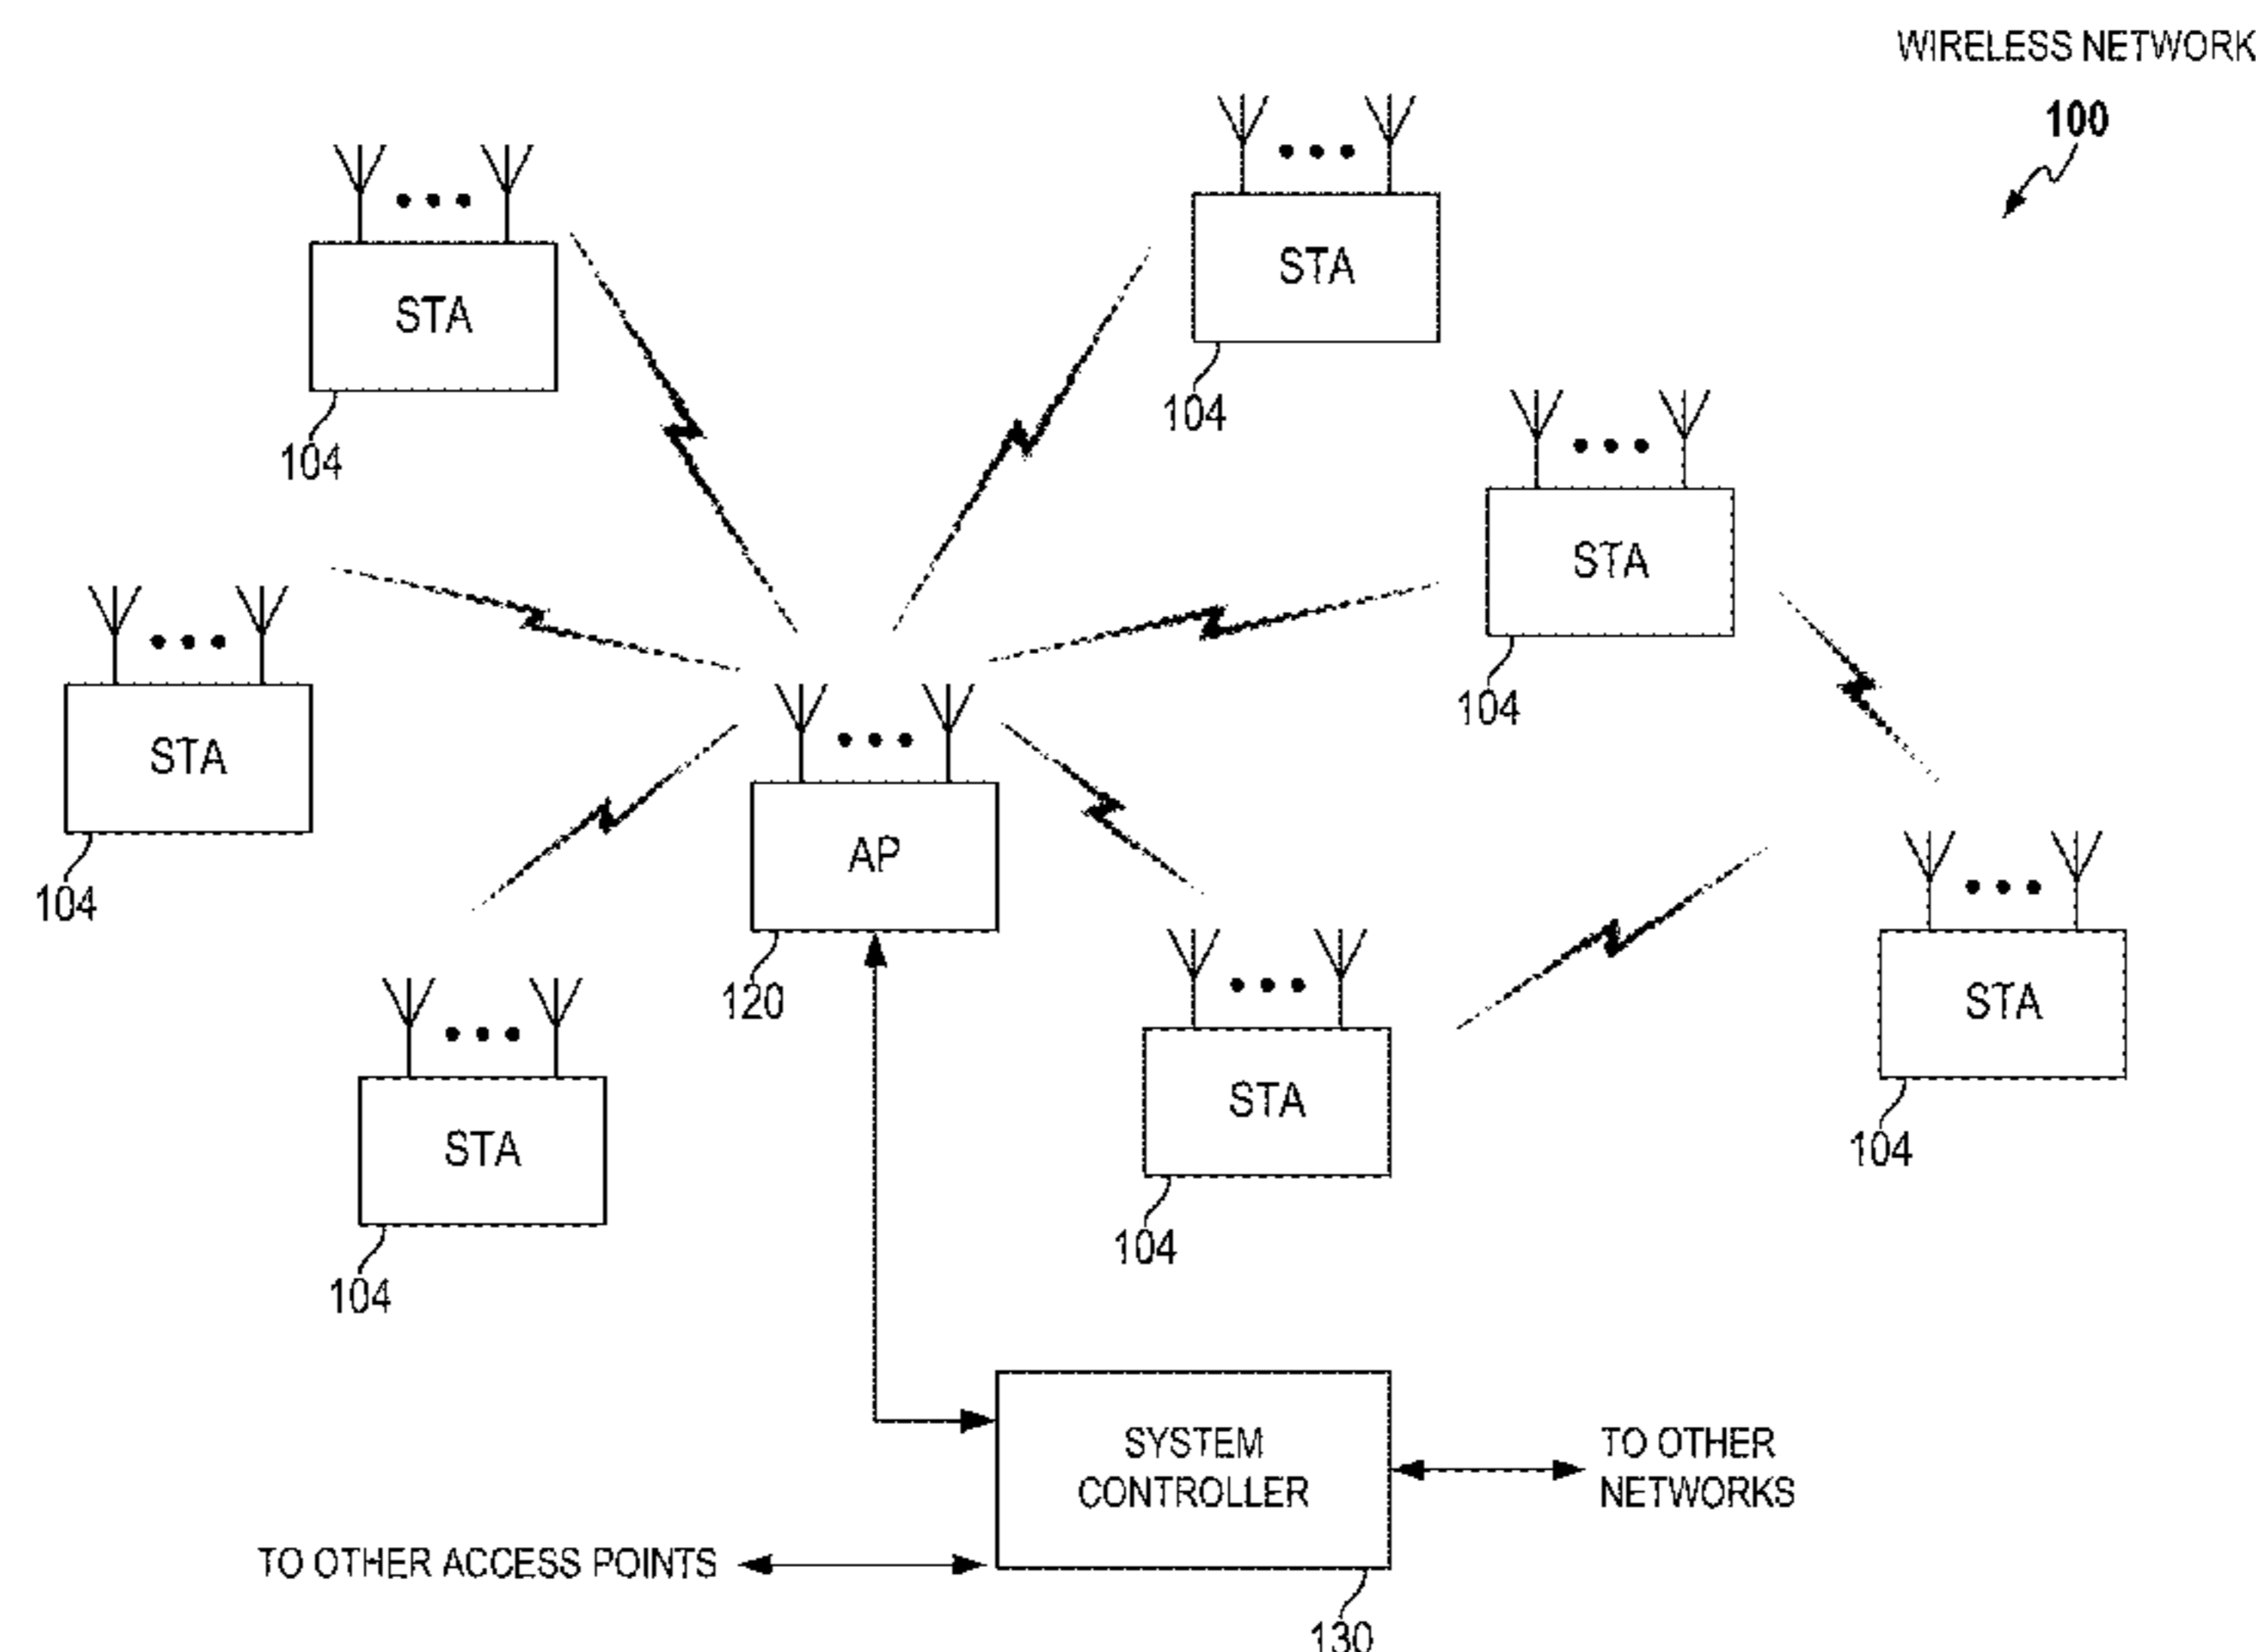 WIRELESS NETWORK
100
STA
104
STA
104
STA
104
STA
104
AP
120
STA
104
STA
104
STA
104
SYSTEM
CONTROLLER
130
TO OTHER
NETWORKS
TO OTHER ACCESS POINTS